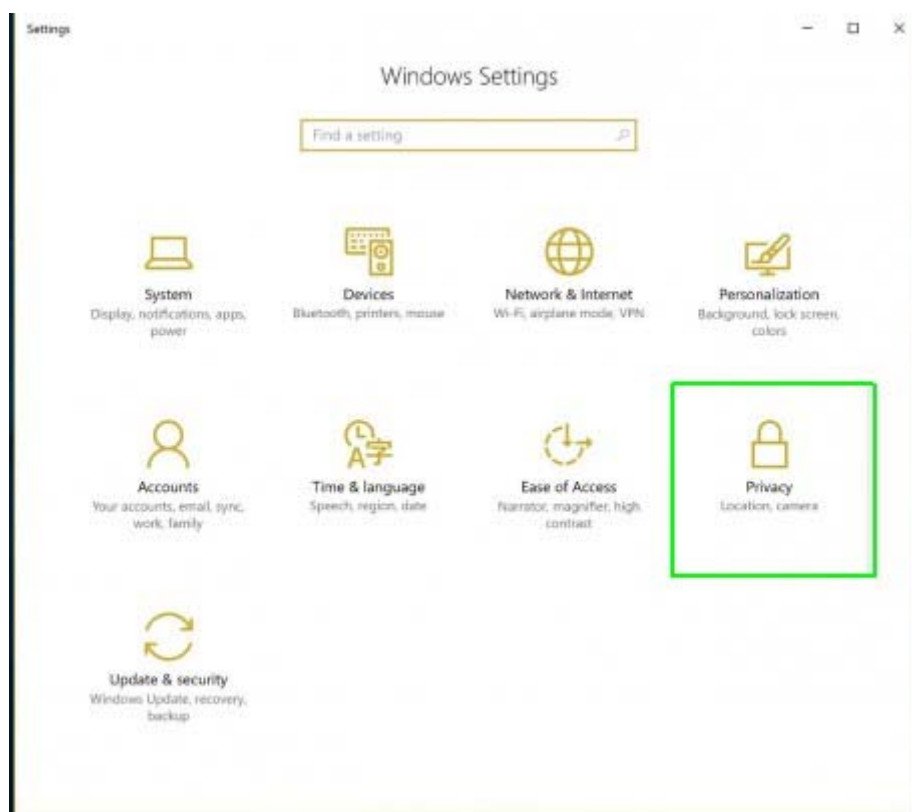 Settings
Windows Settings
Find a setting
System
Display, notifications, apps,
power
Devices
Bluetooth, printers, mouse
Network & Internet
Wi-Fi, airplane mode, VPN
Personalization
Background, lock screen,
colors
Accounts
Your accounts, email, sync,
work, family
Time & language
Speech, region, date
Ease of Access
Narrator, magnifier, high
contrast
Privacy
Location, camera
Update & security
Windows Update, recovery,
backup